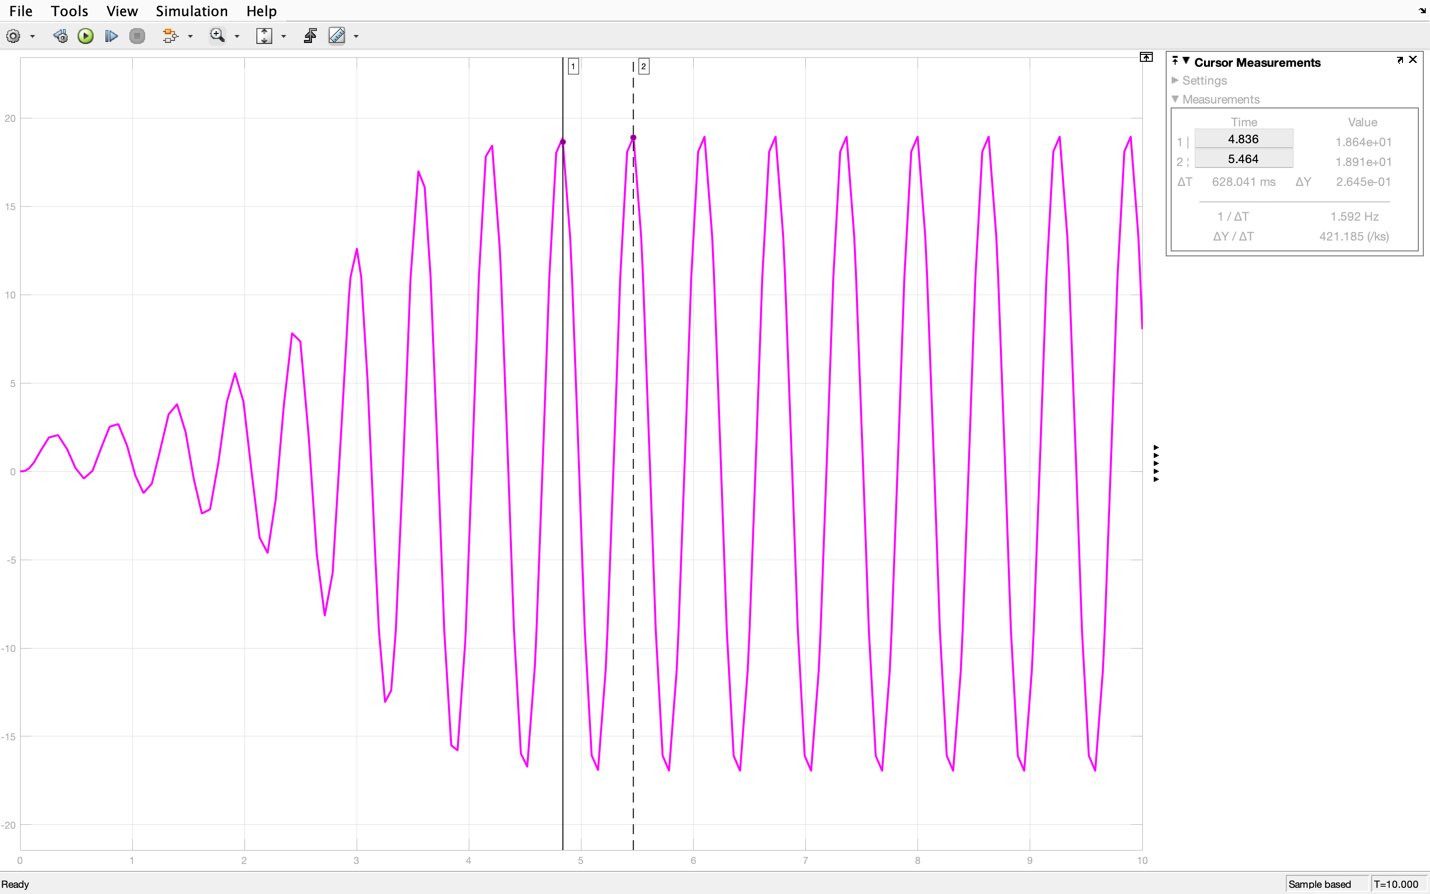 File Tools View Simulation Help
1 2
Cursor Measurements
Settings
Measurements
Time Value
1 | 4.836 1.864e+01
2 ¦ 5.464 1.891e+01
ΔT 628.041 ms ΔY 2.645e-01
1 / ΔT 1.592 Hz
ΔY / ΔT 421.185 (/ks)
20
15
10
5
0
-5
-10
-15
-20
0 1 2 3 4 5 6 7 8 9 10
Ready Sample based T=10.000